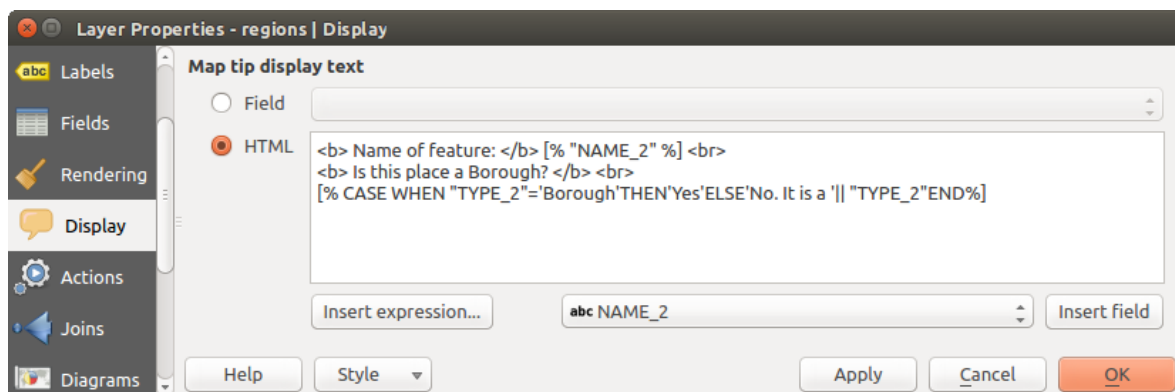 Layer Properties - regions | Display
abc Labels
Fields
Rendering
Display
Actions
Joins
Diagrams
Map tip display text
Field
HTML
<b> Name of feature: </b> [% "NAME_2" %] <br>
<b> Is this place a Borough? </b> <br>
[% CASE WHEN "TYPE_2"='Borough'THEN'Yes'ELSE'No. It is a '|| "TYPE_2"END%]
Insert expression... abc NAME_2 Insert field
Help Style Apply Cancel OK